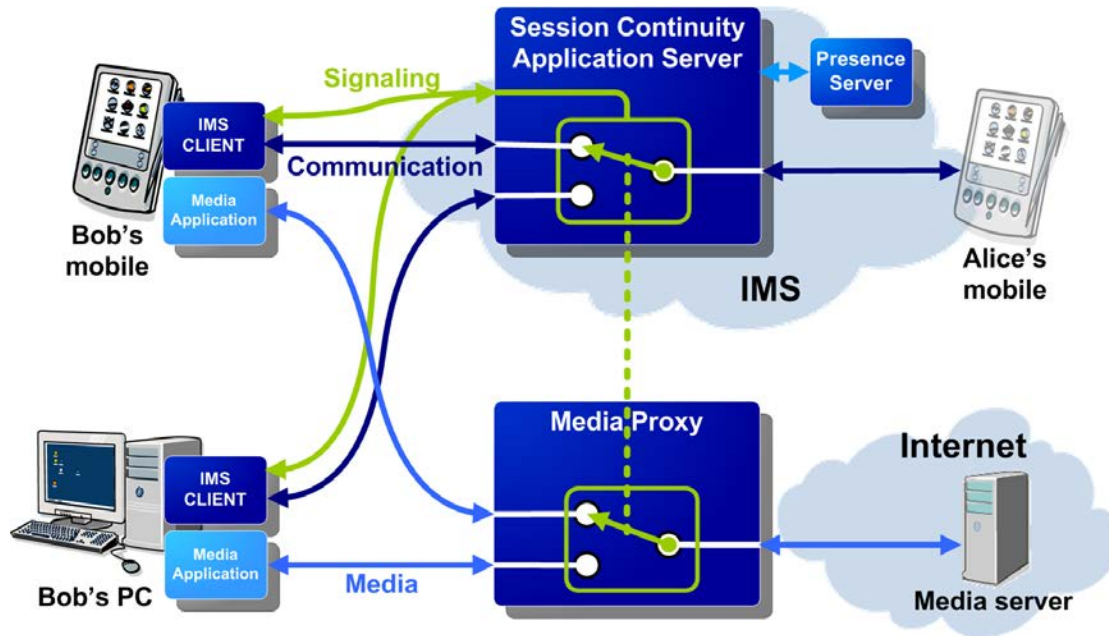 Session Continuity
Application Server
Presence
Server
Signaling
IMS
CLIENT
Communication
Media
Application
Bob's
mobile
IMS
Alice's
mobile
Media Proxy
Internet
IMS
CLIENT
Media
Application
Media
Bob's PC
Media server